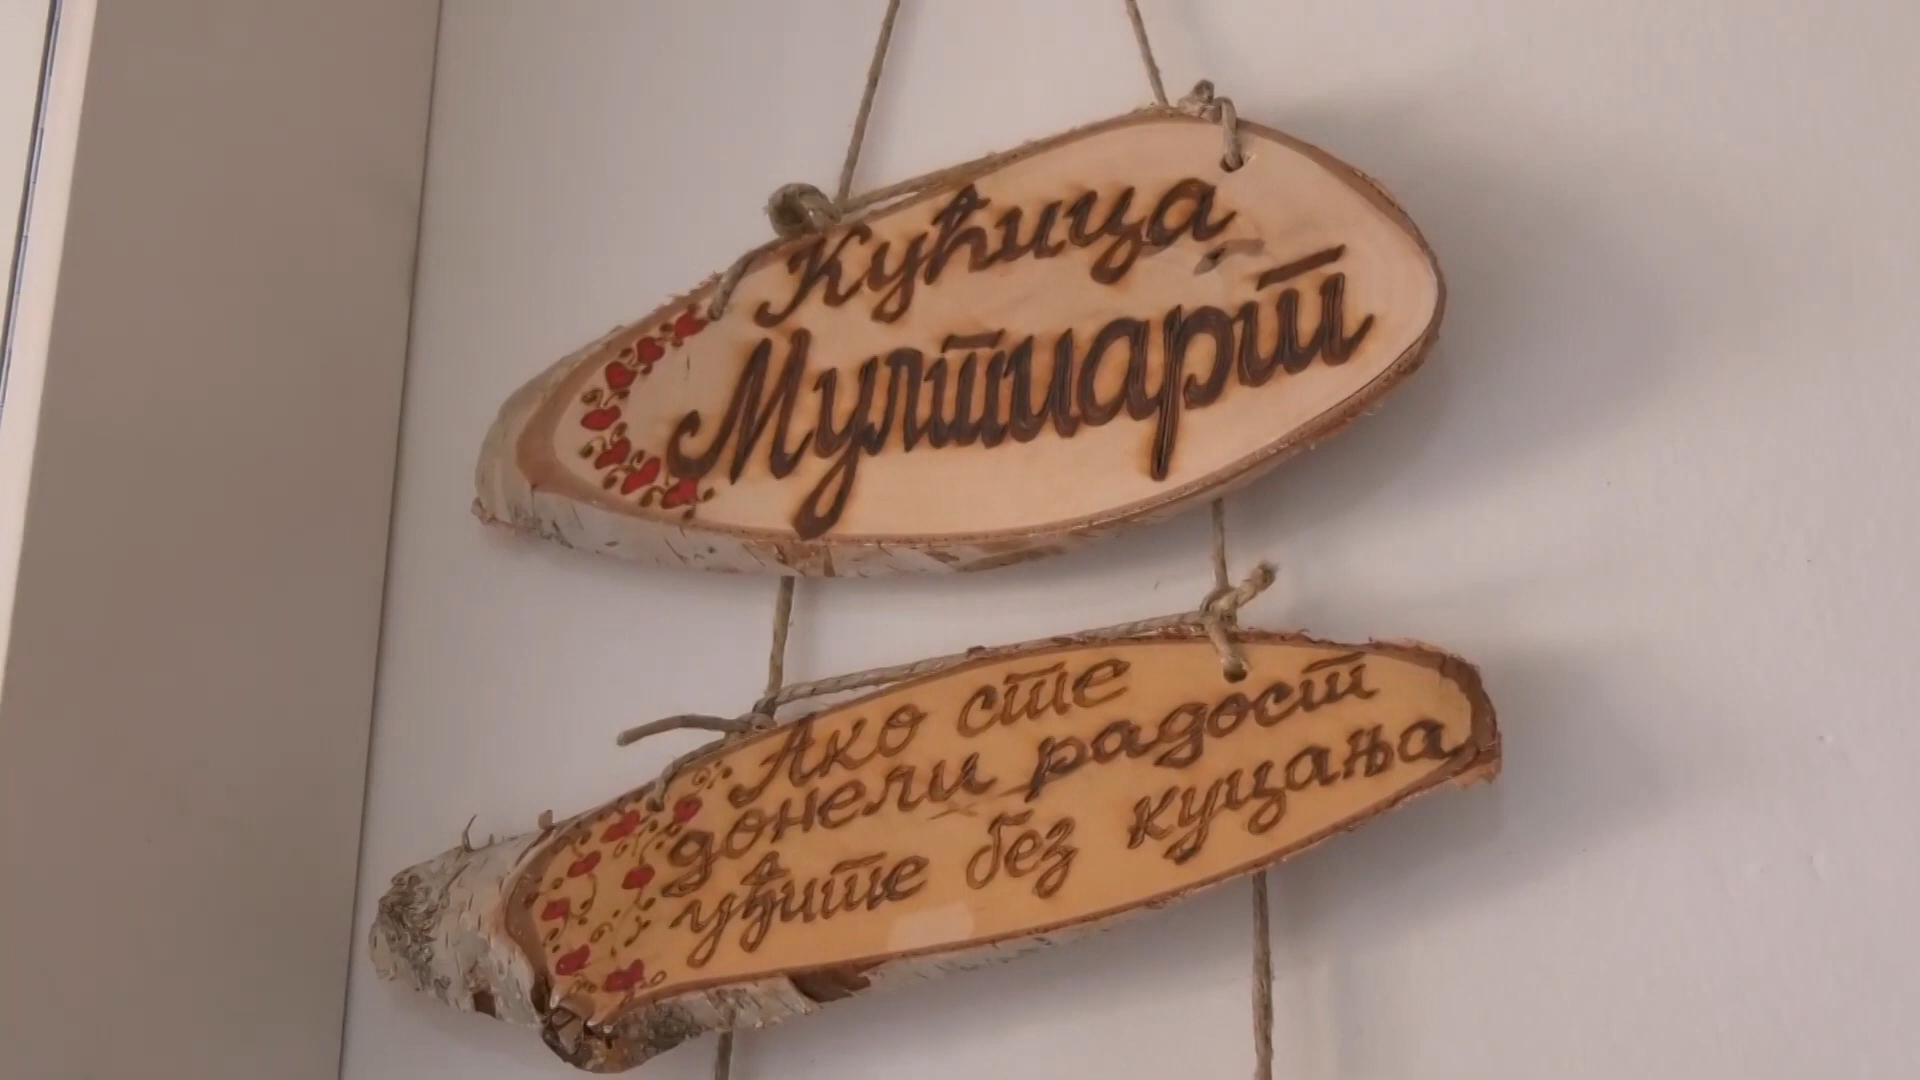 Кућица
Мултиарт
Ако сте
донели радост
уђите без куцања